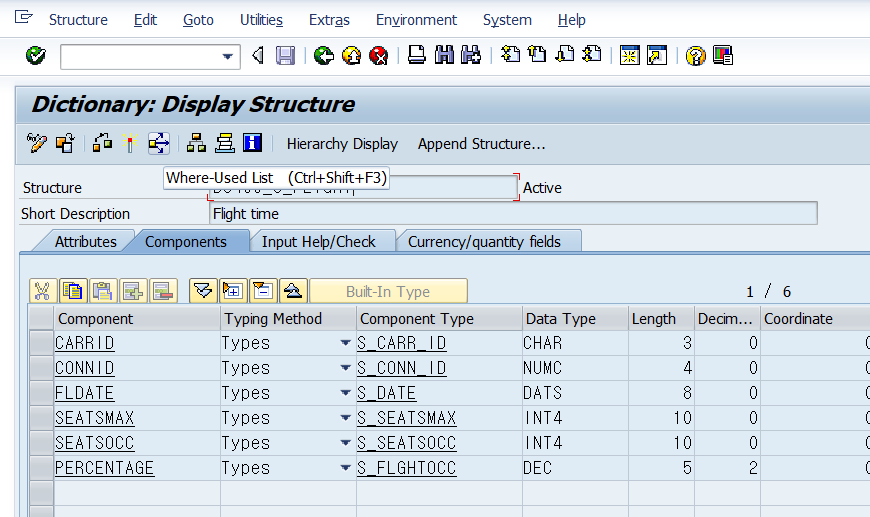 Structure Edit Goto Utilities Extras Environment System Help
Dictionary: Display Structure
Hierarchy Display Append Structure...
Where-Used List (Ctrl+Shift+F3)
Structure Active
Short Description Flight time
Attributes Components Input Help/Check Currency/quantity fields
Built-In Type 1 / 6
Component Typing Method Component Type Data Type Length Decim... Coordinate
CARRID Types S_CARR_ID CHAR 3 0
CONNID Types S_CONN_ID NUMC 4 0
FLDATE Types S_DATE DATS 8 0
SEATSMAX Types S_SEATSMAX INT4 10 0
SEATSOCC Types S_SEATSOCC INT4 10 0
PERCENTAGE Types S_FLGHTOCC DEC 5 2